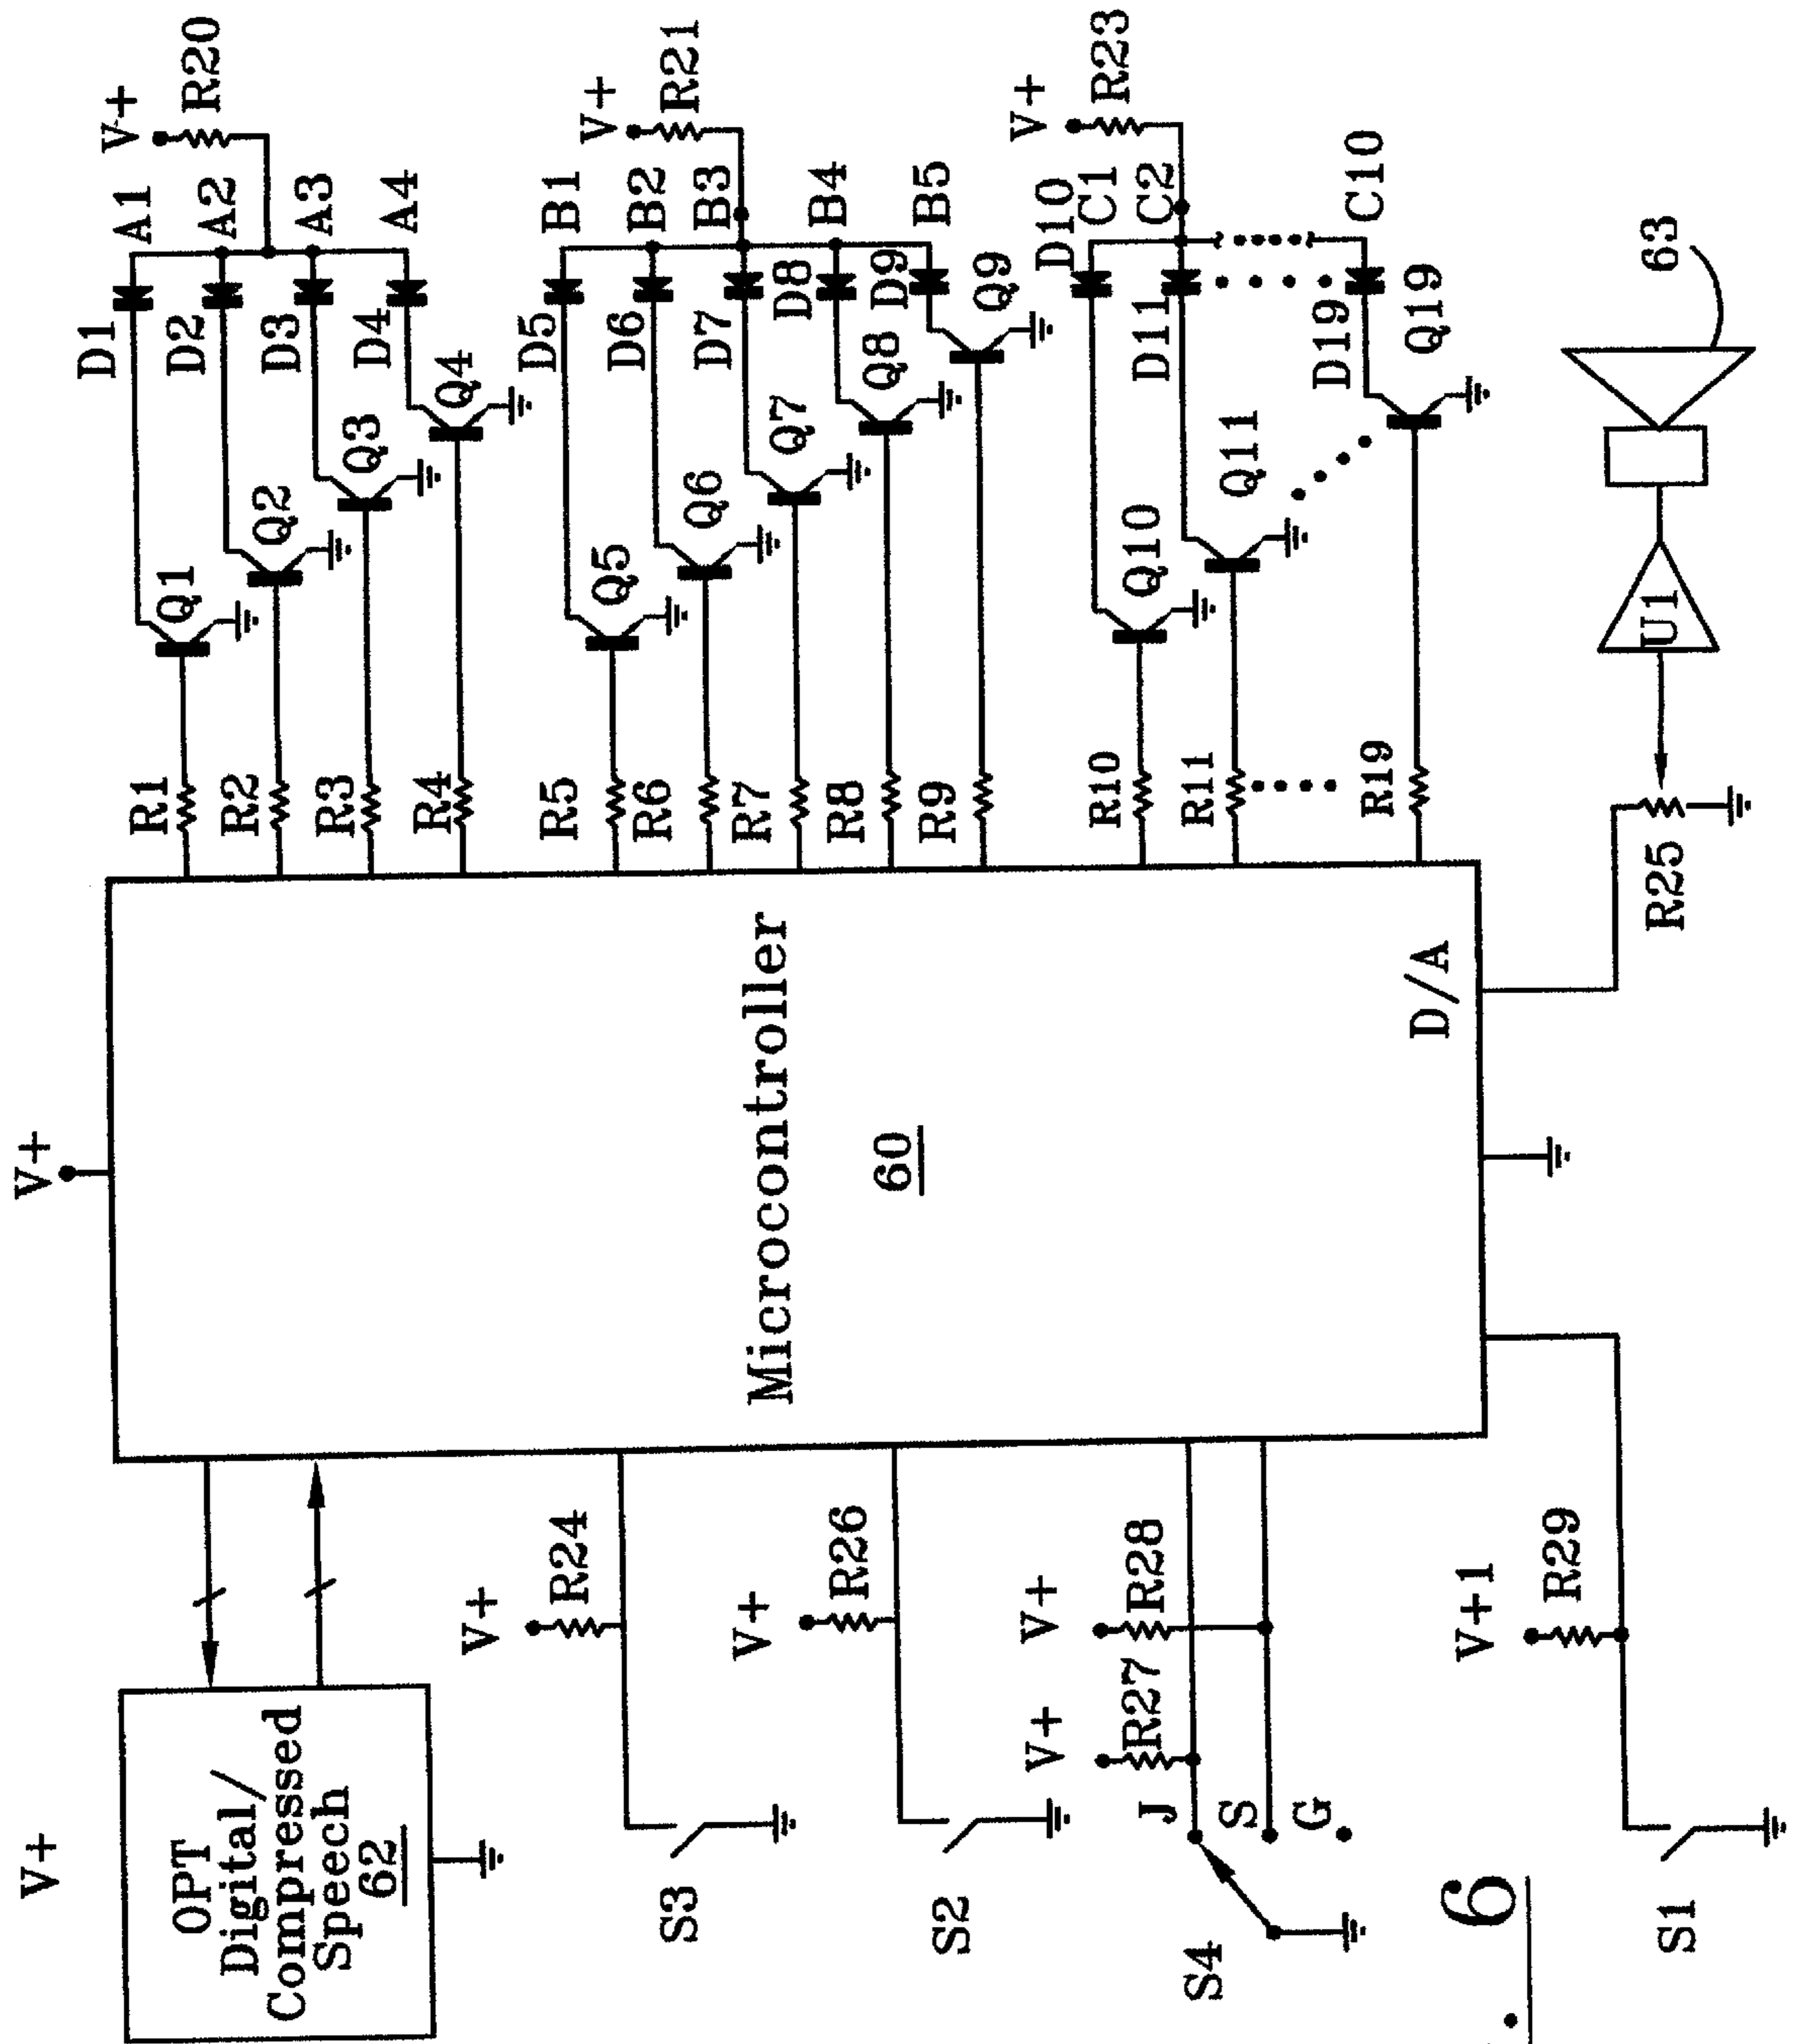 V+
V+
OPT
Digital/
Compressed
Speech
62
V+
R24
S3
V+
R26
S2
V+
R27
V+
R28
J
S
G
S4
V+1
R29
S1
Microcontroller
60
D/A
R1
R2
R3
R4
R5
R6
R7
R8
R9
R10
R11
R19
Q1
Q2
Q3
Q4
Q5
Q6
Q7
Q8
Q9
Q10
Q11
Q19
D1
D2
D3
D4
D5
D6
D7
D8
D9
D10
D11
D19
A1
A2
A3
A4
V+
R20
B1
B2
B3
B4
B5
V+
R21
C1
C2
C10
V+
R23
R25
U1
63
6